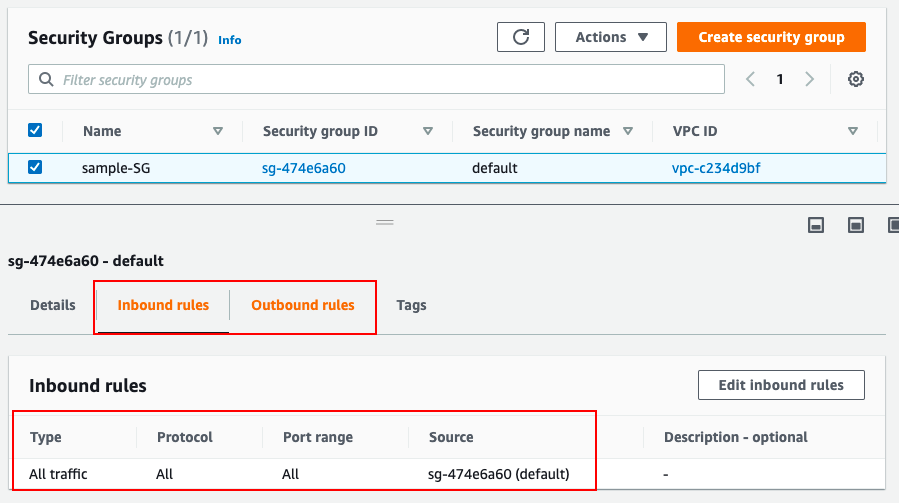 Security Groups (1/1) Info Actions Create security group
Filter security groups 1
Name Security group ID Security group name VPC ID
sample-SG sg-474e6a60 default vpc-c234d9bf
sg-474e6a60 - default
Details Inbound rules Outbound rules Tags
Inbound rules Edit inbound rules
Type Protocol Port range Source Description - optional
All traffic All All sg-474e6a60 (default) -